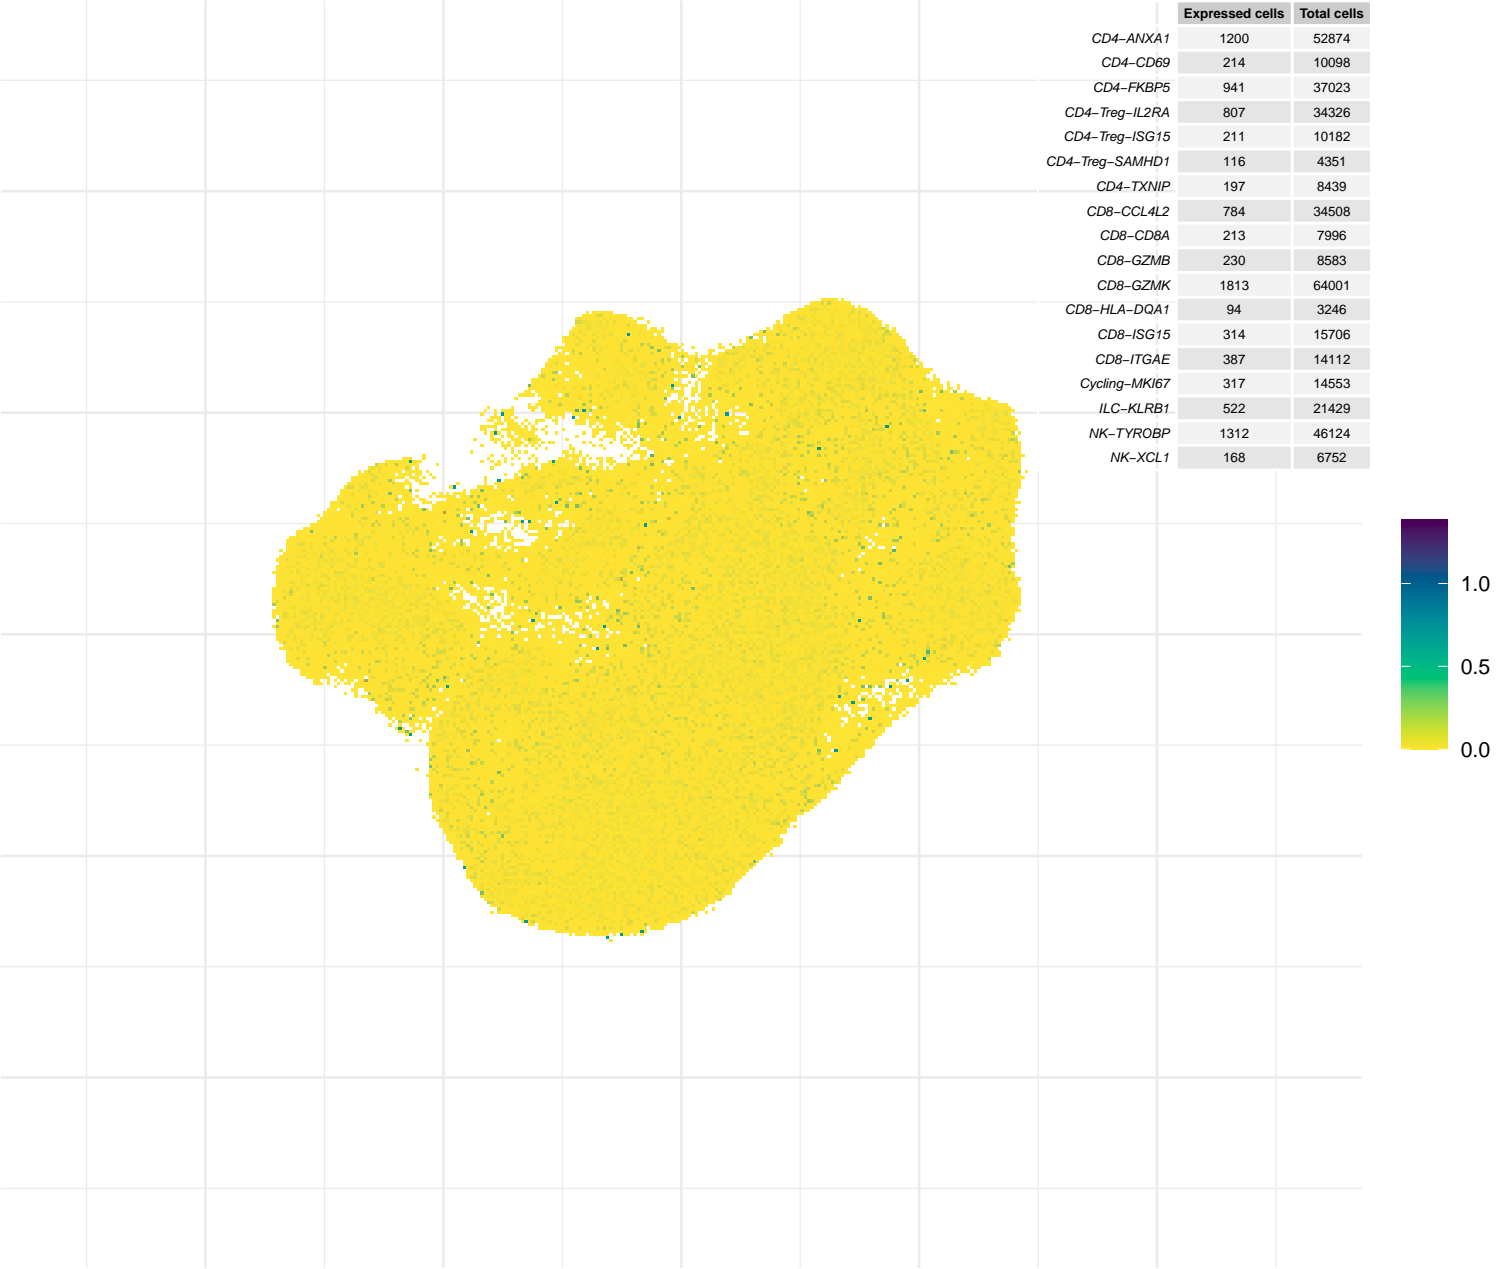 Expressed cells Total cells
CD4−ANXA1 1200 52874
CD4−CD69 214 10098
CD4−FKBP5 941 37023
CD4−Treg−IL2RA 807 34326
CD4−Treg−ISG15 211 10182
CD4−Treg−SAMHD1 116 4351
CD4−TXNIP 197 8439
CD8−CCL4L2 784 34508
CD8−CD8A 213 7996
CD8−GZMB 230 8583
CD8−GZMK 1813 64001
CD8−HLA−DQA1 94 3246
CD8−ISG15 314 15706
CD8−ITGAE 387 14112
Cycling−MKI67 317 14553
ILC−KLRB1 522 21429
NK−TYROBP 1312 46124
NK−XCL1 168 6752
1.0
0.5
0.0